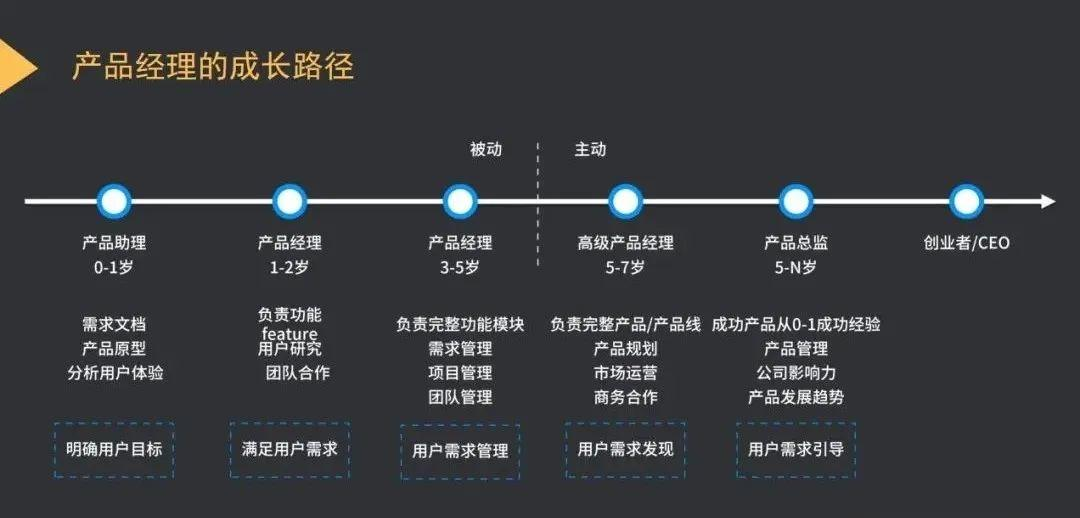 产品经理的成长路径
被动
主动
产品助理
0-1岁
产品经理
1-2岁
产品经理
3-5岁
高级产品经理
5-7岁
产品总监
5-N岁
创业者/CEO
需求文档
产品原型
分析用户体验
负责功能
feature
用户研究
团队合作
负责完整功能模块
需求管理
项目管理
团队管理
负责完整产品/产品线
产品规划
市场运营
商务合作
成功产品从0-1成功经验
产品管理
公司影响力
产品发展趋势
明确用户目标
满足用户需求
用户需求管理
用户需求发现
用户需求引导